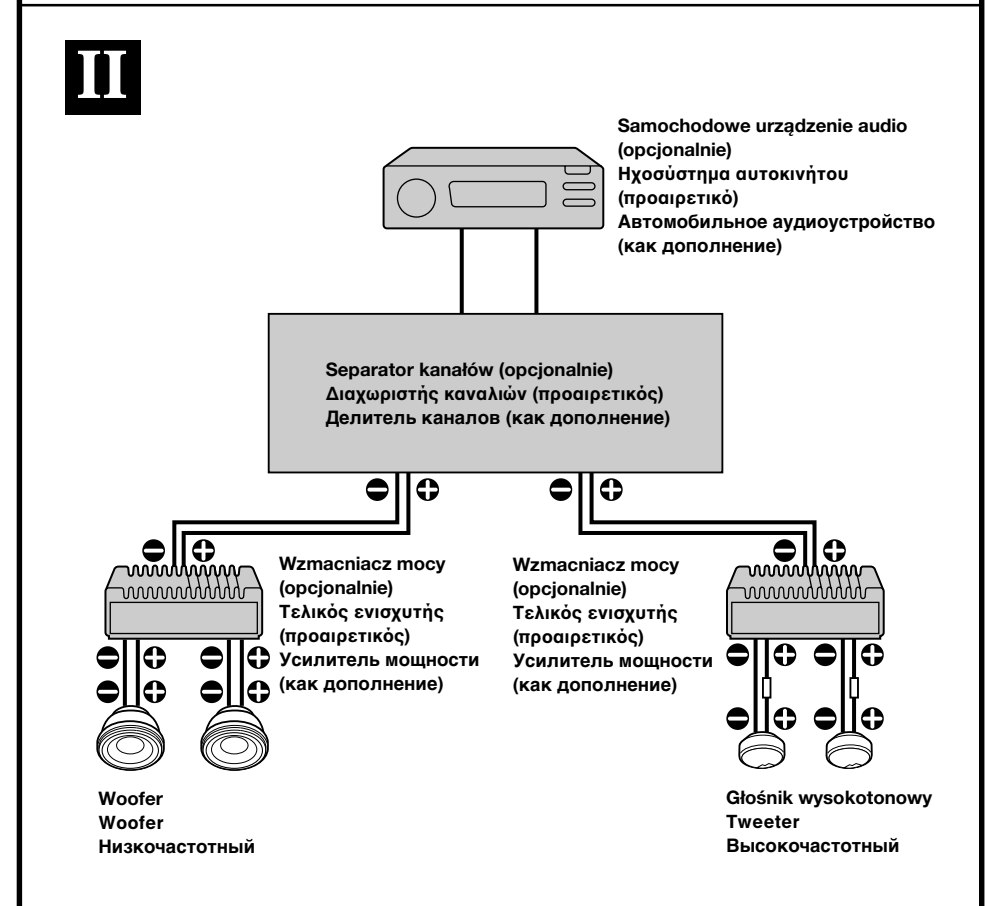 II
Samochodowe urządzenie audio
(opcjonalnie)
Ηχοσύστημα αυτοκινήτου
(προαιρετικό)
Автомобильное аудиоустройство
(как дополнение)
Separator kanałów (opcjonalnie)
Διαχωριστής καναλιών (προαιρετικός)
Делитель каналов (как дополнение)
Wzmacniacz mocy
(opcjonalnie)
Τελικός ενισχυτής
(προαιρετικός)
Усилитель мощности
(как дополнение)
Wzmacniacz mocy
(opcjonalnie)
Τελικός ενισχυτής
(προαιρετικός)
Усилитель мощности
(как дополнение)
Woofer
Woofer
Низкочастотный
Głośnik wysokotonowy
Tweeter
Высокочастотный